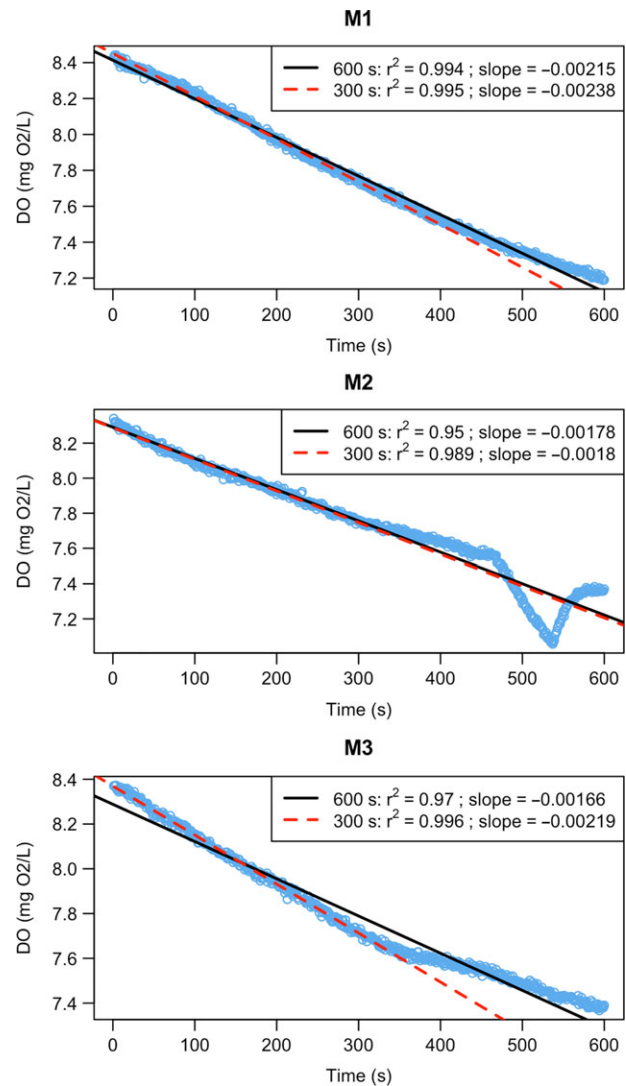 M1
600 s: r² = 0.994 ; slope = −0.00215
300 s: r² = 0.995 ; slope = −0.00238
8.4
8.2
8.0
7.8
7.6
7.4
7.2
DO (mg O2/L)
0 100 200 300 400 500 600
Time (s)
M2
600 s: r² = 0.95 ; slope = −0.00178
300 s: r² = 0.989 ; slope = −0.0018
8.2
8.0
7.8
7.6
7.4
7.2
DO (mg O2/L)
0 100 200 300 400 500 600
Time (s)
M3
600 s: r² = 0.97 ; slope = −0.00166
300 s: r² = 0.996 ; slope = −0.00219
8.4
8.2
8.0
7.8
7.6
7.4
DO (mg O2/L)
0 100 200 300 400 500 600
Time (s)